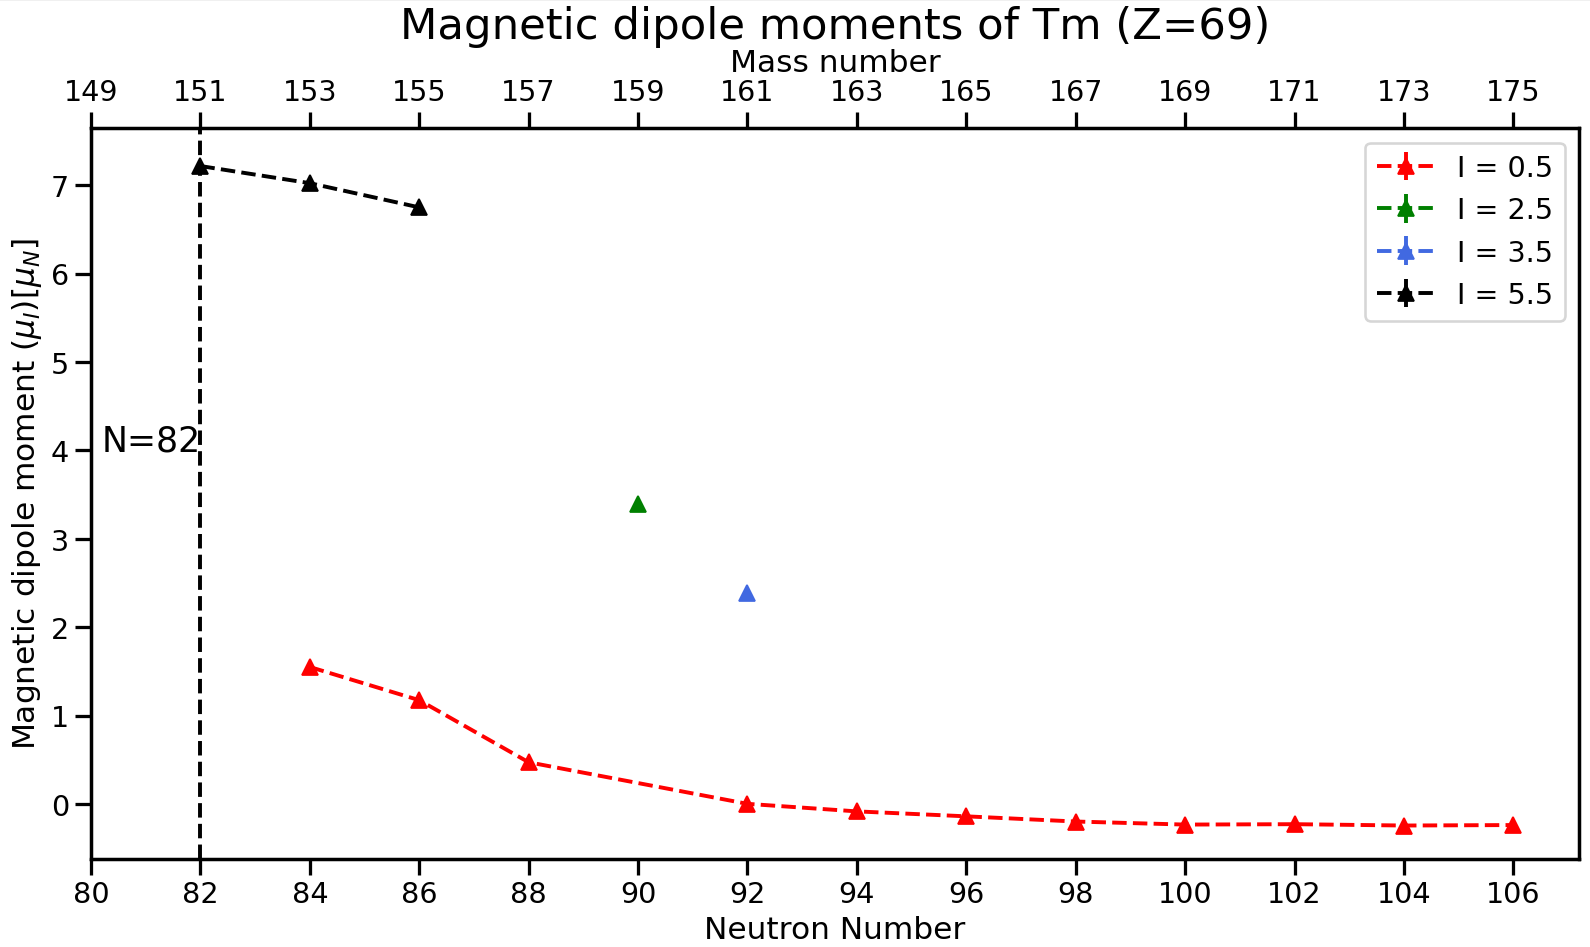 Magnetic dipole moments of Tm (Z=69)
Mass number
149 151 153 155 157 159 161 163 165 167 169 171 173 175
I = 0.5
I = 2.5
I = 3.5
I = 5.5
7
6
5
4
3
2
1
0
Magnetic dipole moment (μ_I)[μ_N]
N=82
80 82 84 86 88 90 92 94 96 98 100 102 104 106
Neutron Number